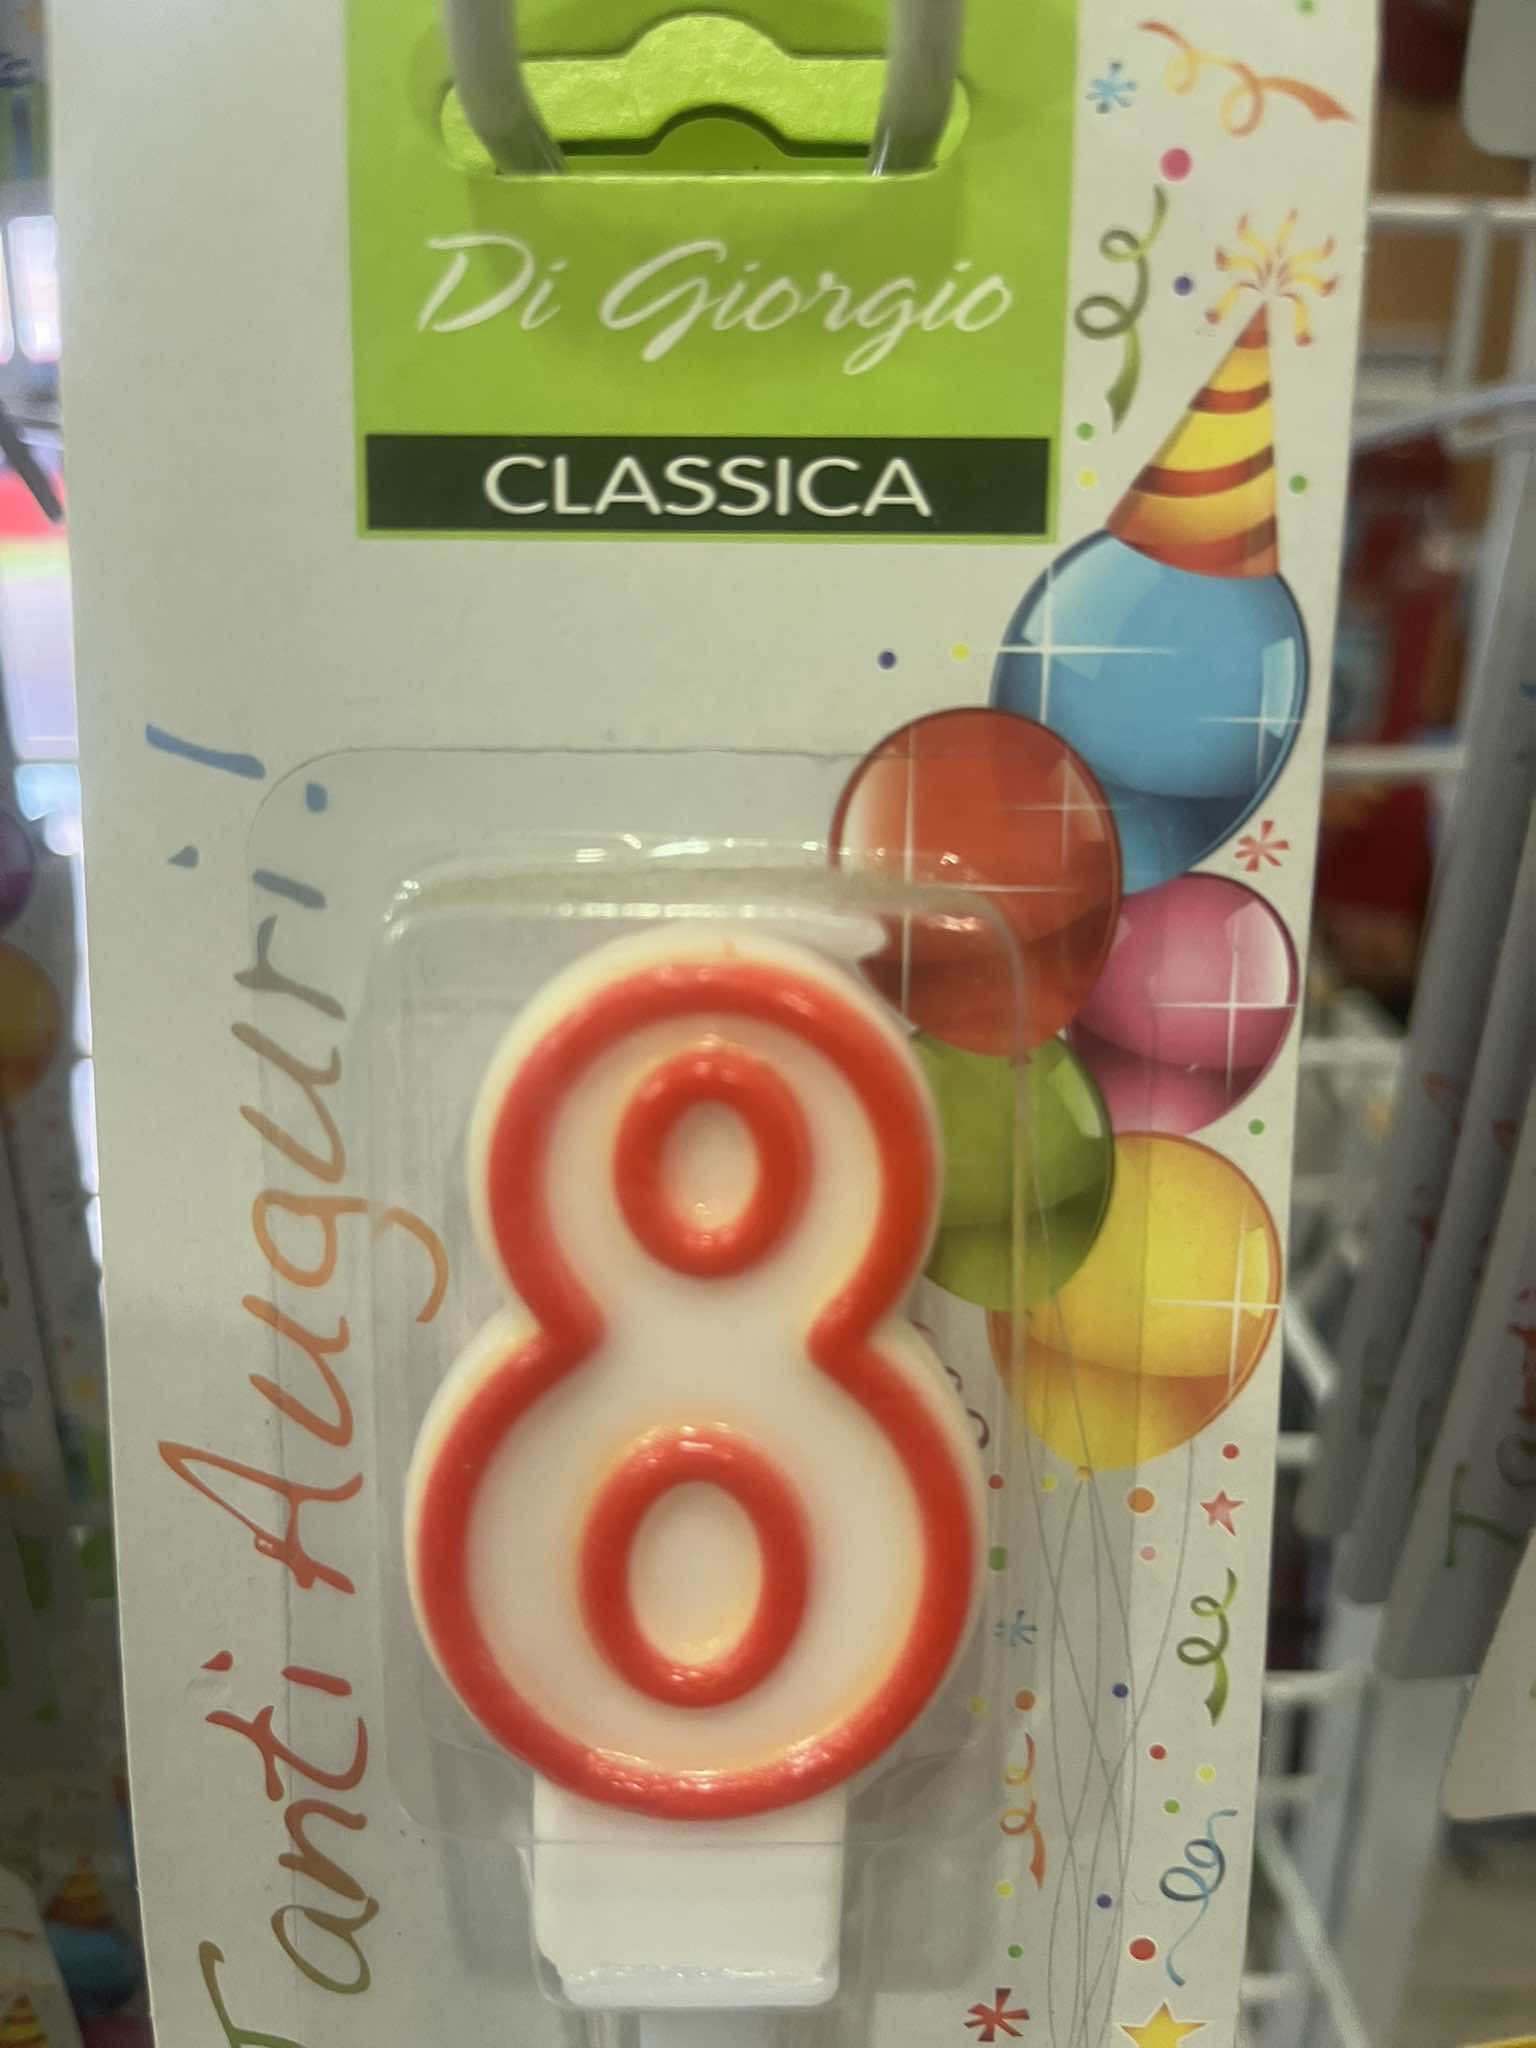 Di Giorgio
CLASSICA
Tanti Auguri!
8